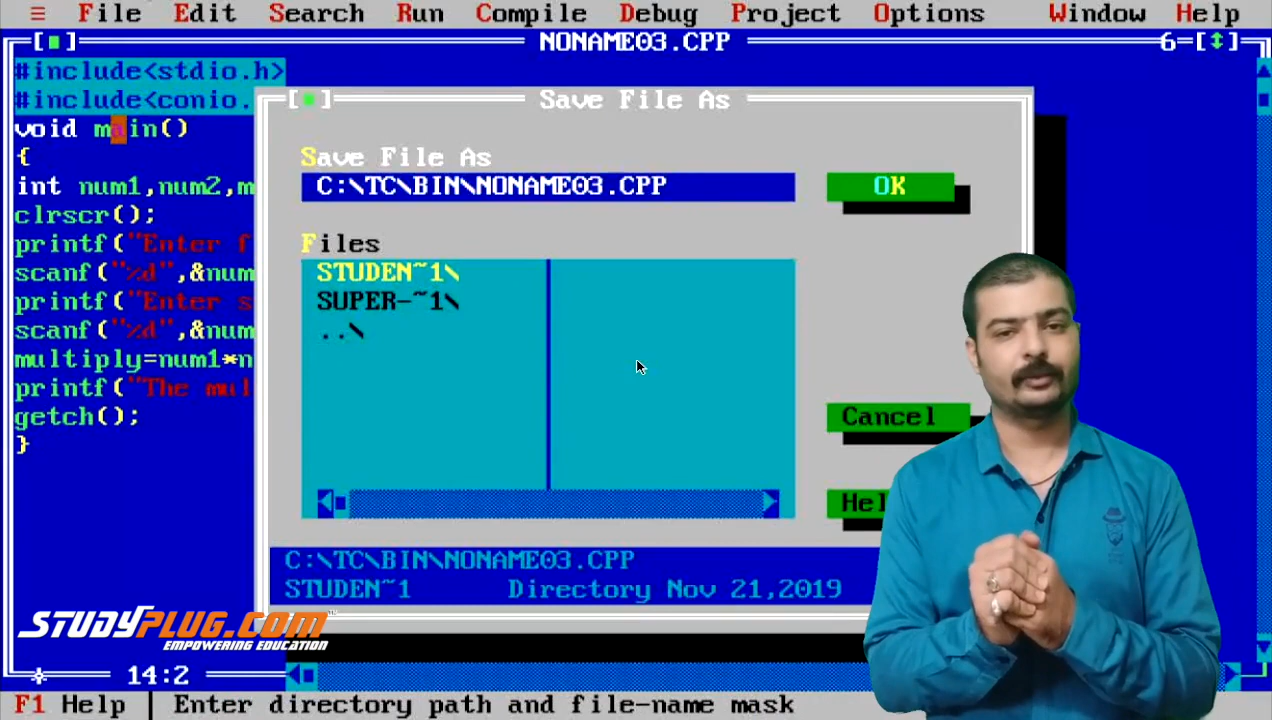 ≡ File Edit Search Run Compile Debug Project Options Window Help
NONAME03.CPP 6
#include<stdio.h>
#include<conio.
void main()
{
int num1,num2,m
clrscr();
printf("Enter f
scanf("%d",&num
printf("Enter s
scanf("%d",&num
multiply=num1*n
printf("The mul
getch();
}
Save File As
Save File As
C:\TC\BIN\NONAME03.CPP
OK
Files
STUDEN~1\
SUPER-~1\
..\
Cancel
Hel
C:\TC\BIN\NONAME03.CPP
STUDEN~1 Directory Nov 21,2019
STUDYPLUG.COM
EMPOWERING EDUCATION
14:2
F1 Help | Enter directory path and file-name mask